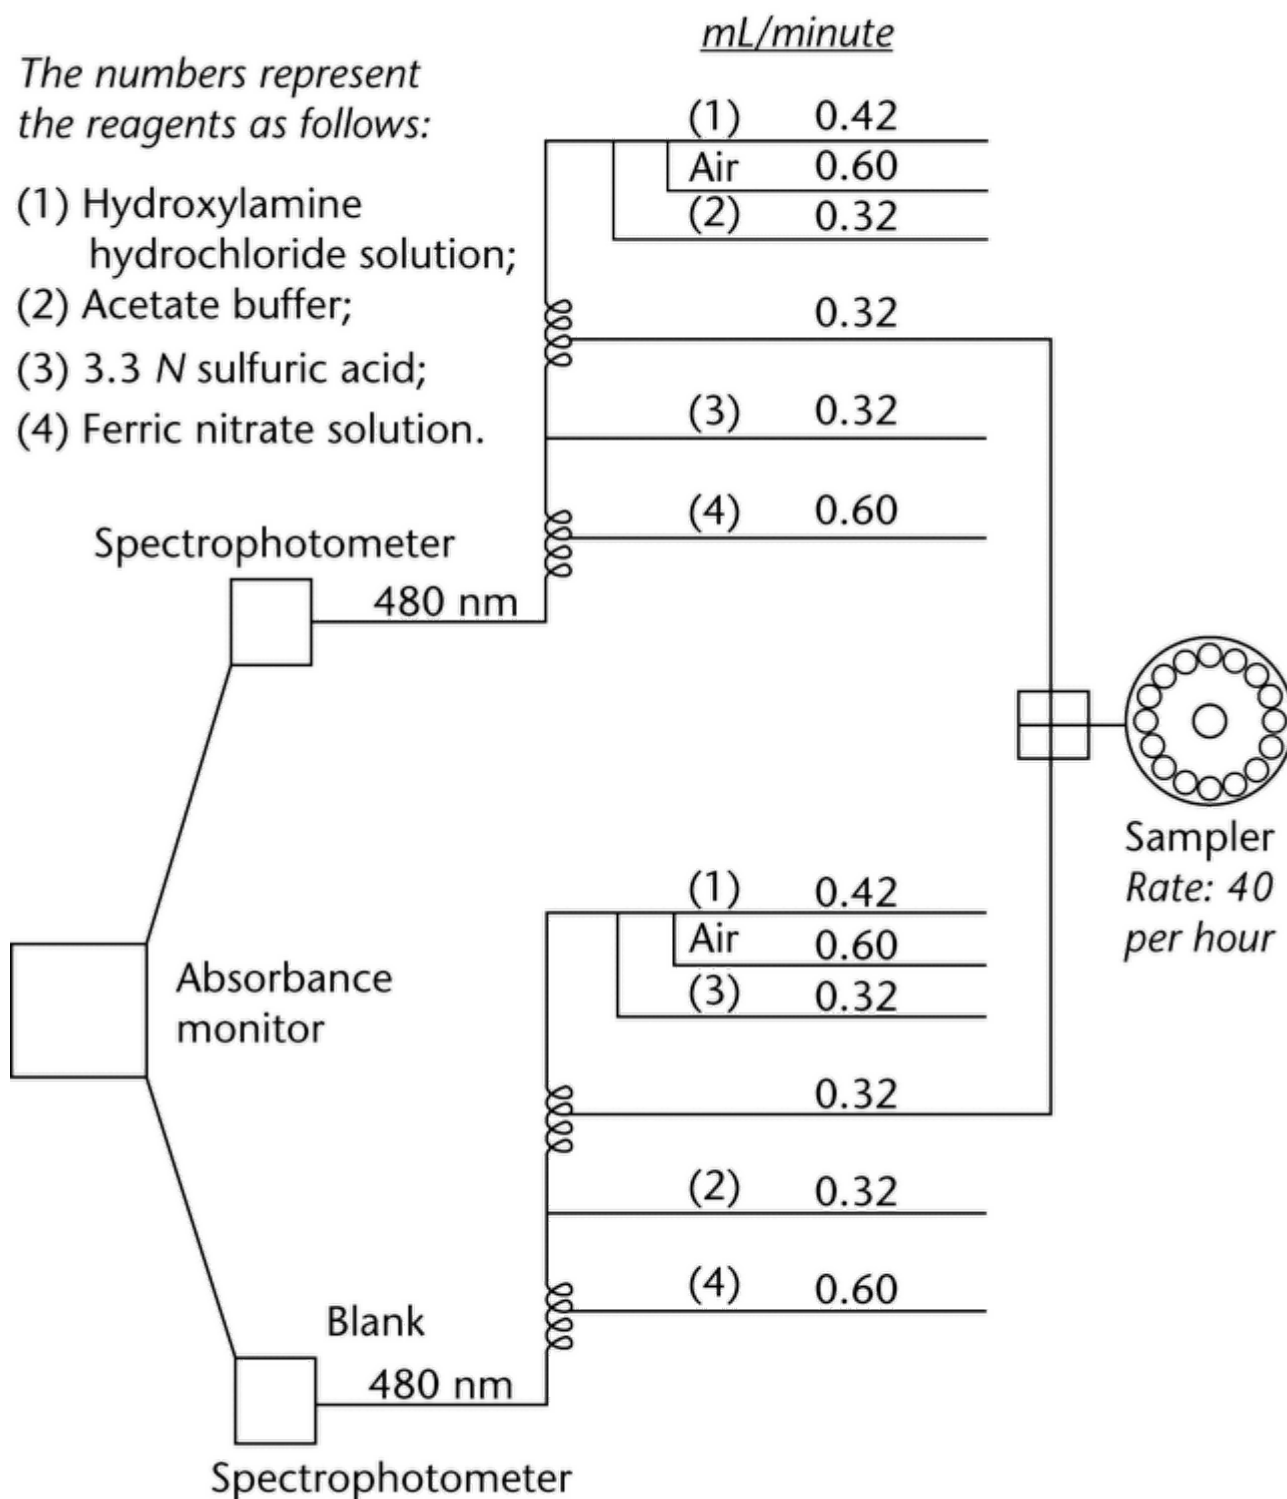 mL/minute
The numbers represent
the reagents as follows:
(1) Hydroxylamine
hydrochloride solution;
(2) Acetate buffer;
(3) 3.3 N sulfuric acid;
(4) Ferric nitrate solution.
(1) 0.42
Air 0.60
(2) 0.32
0.32
(3) 0.32
(4) 0.60
Spectrophotometer
480 nm
Sampler
Rate: 40
per hour
Absorbance
monitor
(1) 0.42
Air 0.60
(3) 0.32
0.32
(2) 0.32
(4) 0.60
Blank
480 nm
Spectrophotometer